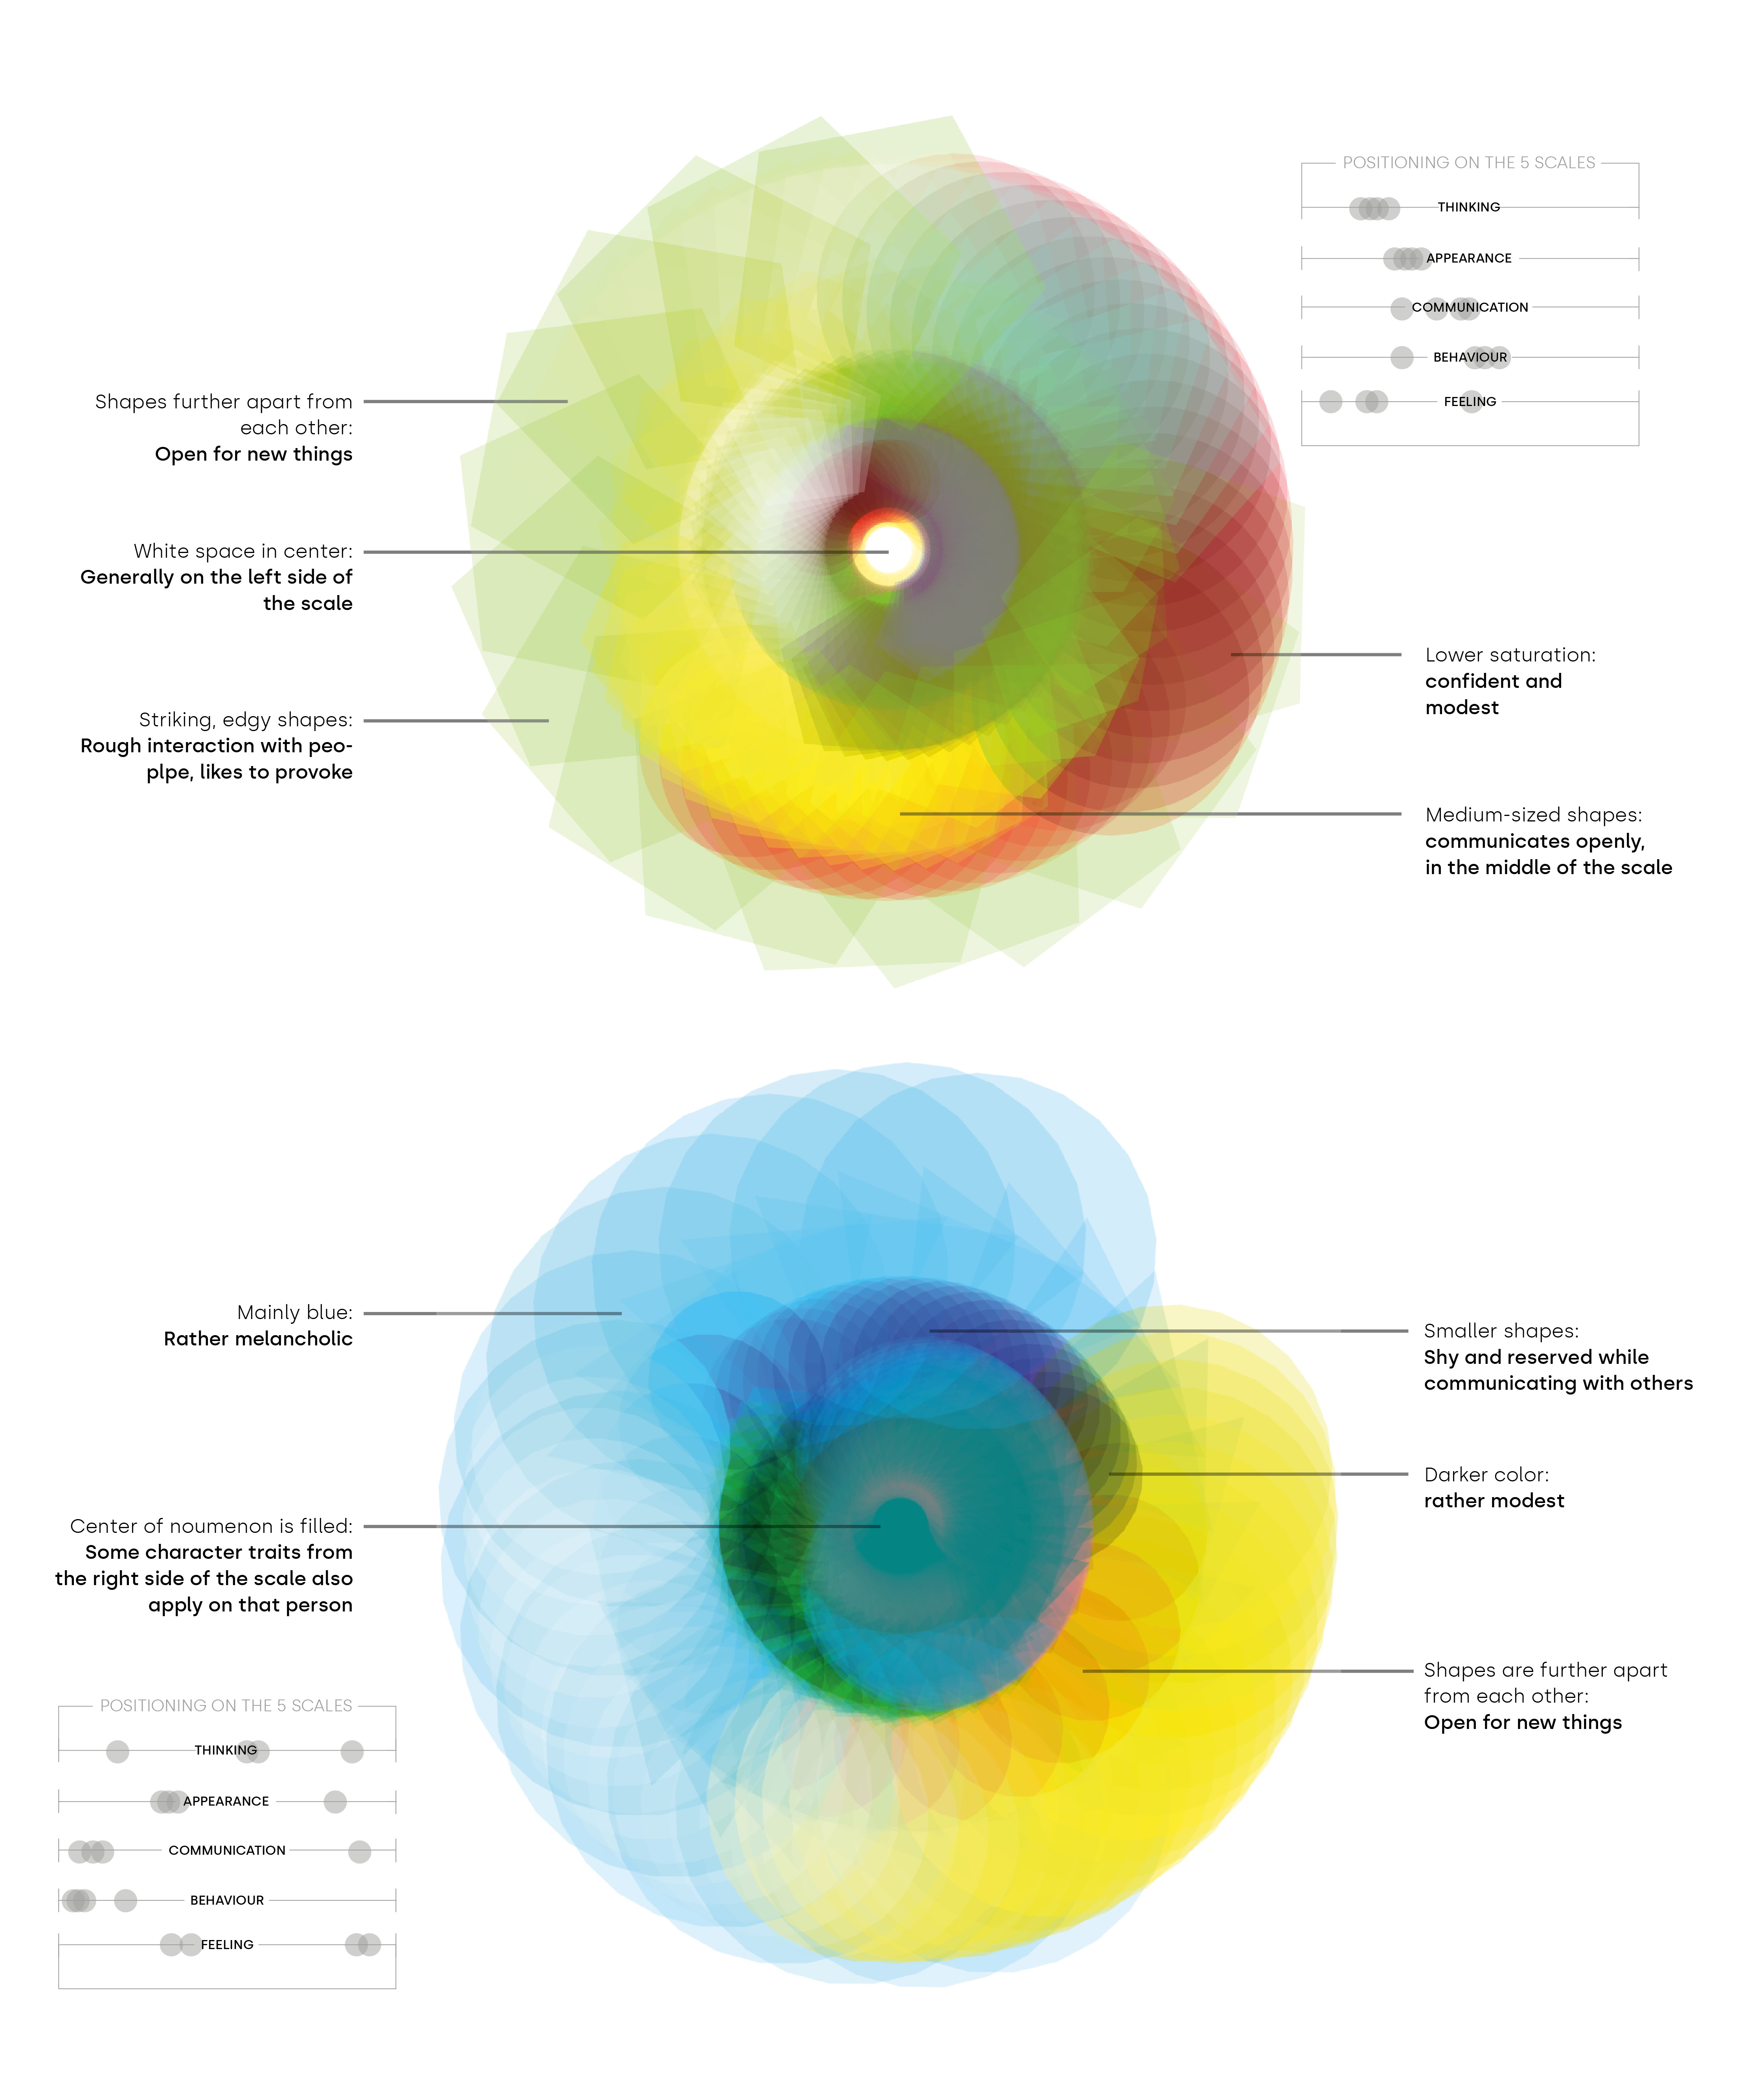 POSITIONING ON THE 5 SCALES
THINKING
APPEARANCE
COMMUNICATION
BEHAVIOUR
FEELING
Shapes further apart from
each other:
Open for new things
White space in center:
Generally on the left side of
the scale
Striking, edgy shapes:
Rough interaction with peo-
plpe, likes to provoke
Lower saturation:
confident and
modest
Medium-sized shapes:
communicates openly,
in the middle of the scale
Mainly blue:
Rather melancholic
Smaller shapes:
Shy and reserved while
communicating with others
Darker color:
rather modest
Center of noumenon is filled:
Some character traits from
the right side of the scale also
apply on that person
Shapes are further apart
from each other:
Open for new things
POSITIONING ON THE 5 SCALES
THINKING
APPEARANCE
COMMUNICATION
BEHAVIOUR
FEELING